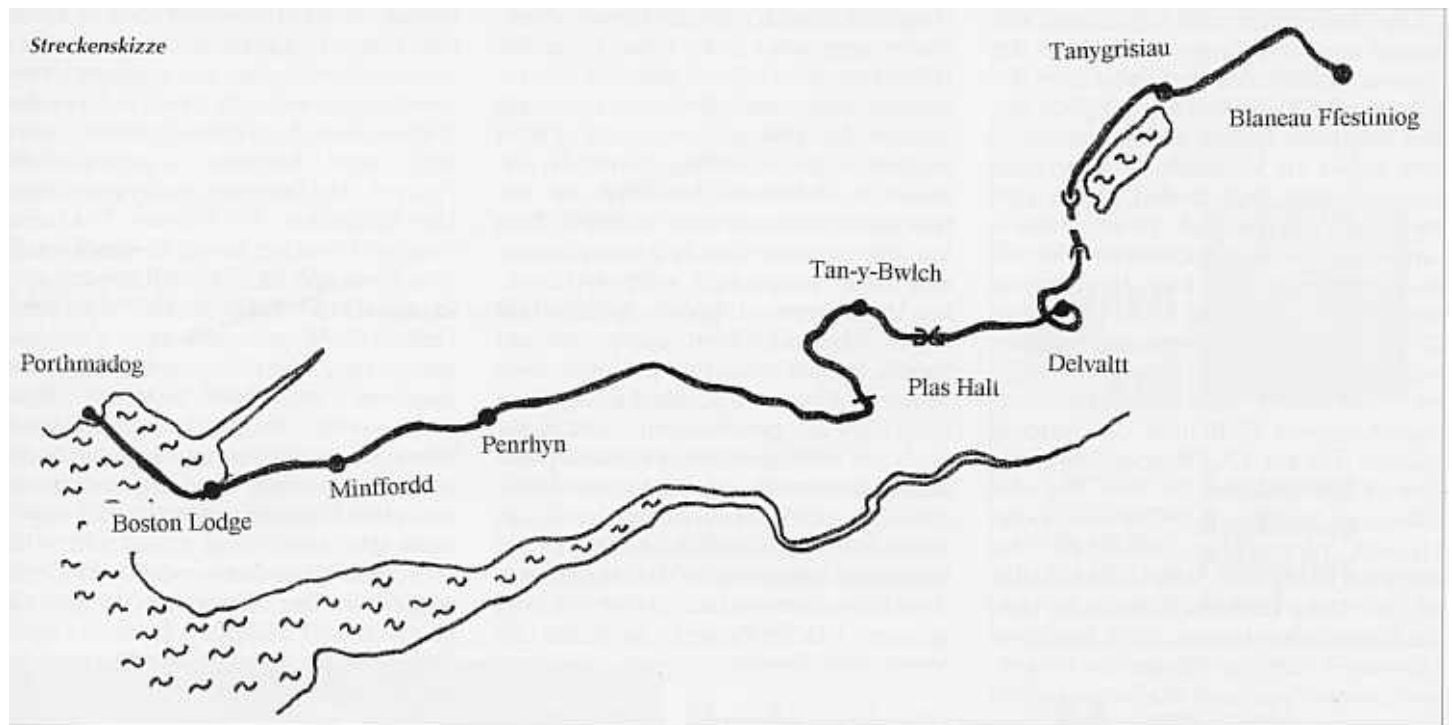 Streckenskizze
Tanygrisiau
Blaneau Ffestiniog
Tan-y-Bwlch
Delvaltt
Plas Halt
Porthmadog
Penrhyn
Minffordd
Boston Lodge